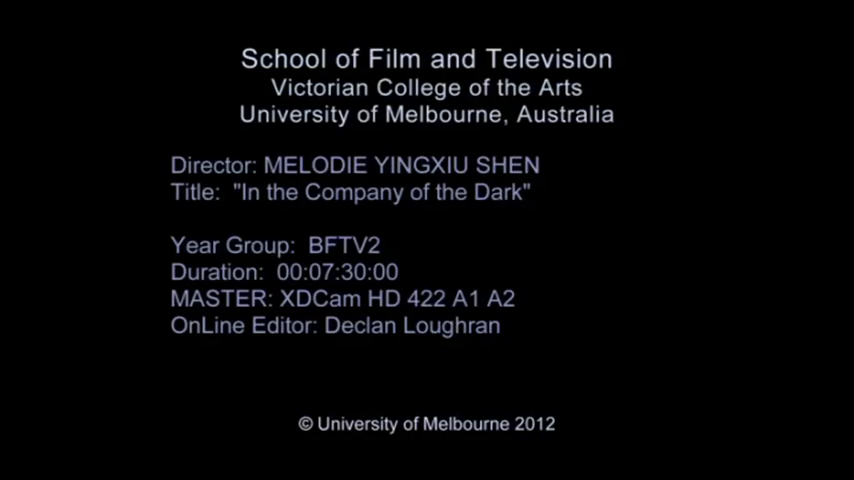 School of Film and Television
Victorian College of the Arts
University of Melbourne, Australia
Director: MELODIE YINGXIU SHEN
Title: "In the Company of the Dark"
Year Group: BFTV2
Duration: 00:07:30:00
MASTER: XDCam HD 422 A1 A2
OnLine Editor: Declan Loughran
© University of Melbourne 2012